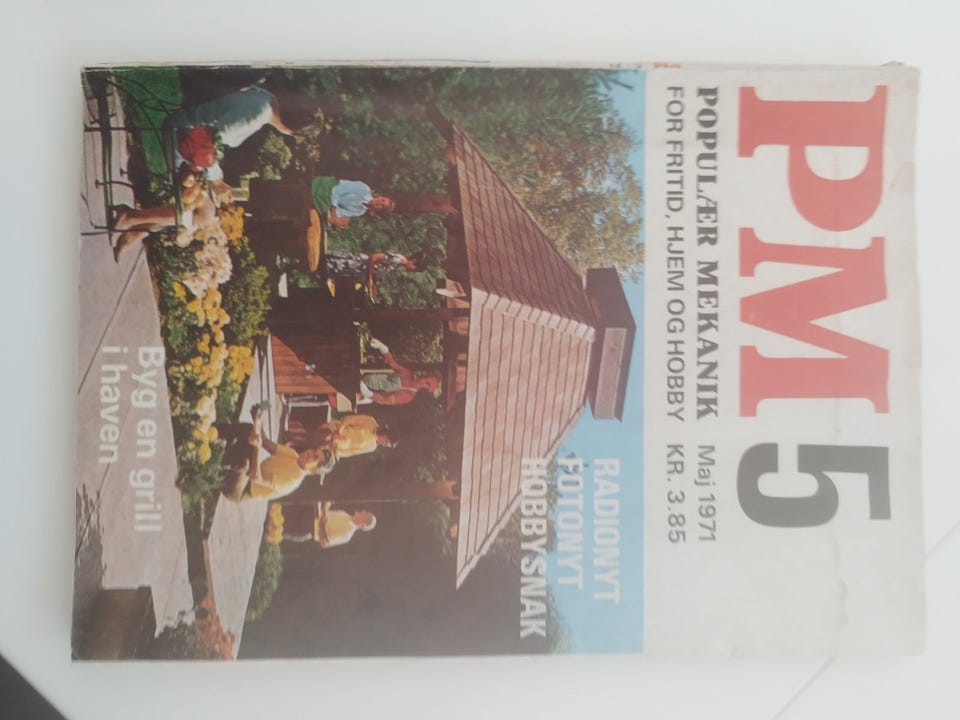 PM 5
POPULÆR MEKANIK Maj 1971
FOR FRITID, HJEM OG HOBBY KR. 3.85
RADIONYT
FOTONYT
HOBBYSNAK
Byg en grill
i haven